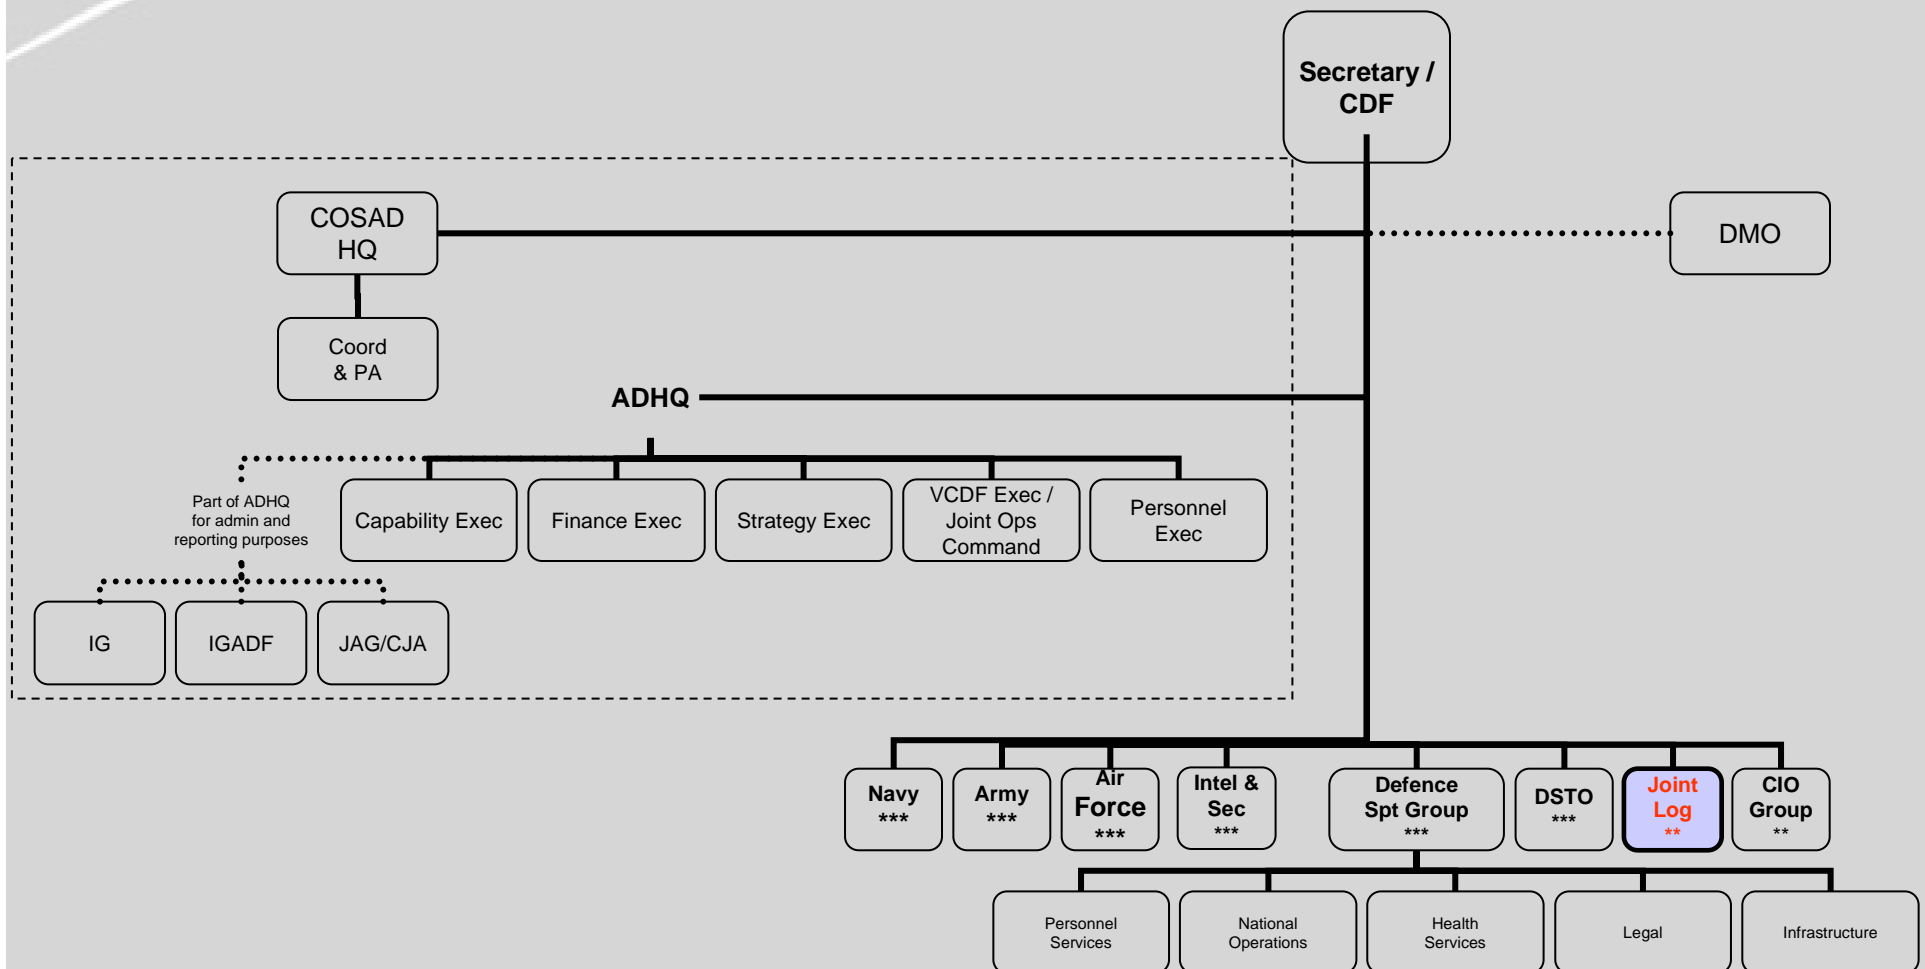 Secretary /
CDF
COSAD
HQ
DMO
Coord
& PA
ADHQ
Part of ADHQ
for admin and
reporting purposes
Capability Exec
Finance Exec
Strategy Exec
VCDF Exec /
Joint Ops
Command
Personnel
Exec
IG
IGADF
JAG/CJA
Navy
***
Army
***
Air
Force
***
Intel &
Sec
***
Defence
Spt Group
***
DSTO
***
Joint
Log
**
CIO
Group
**
Personnel
Services
National
Operations
Health
Services
Legal
Infrastructure